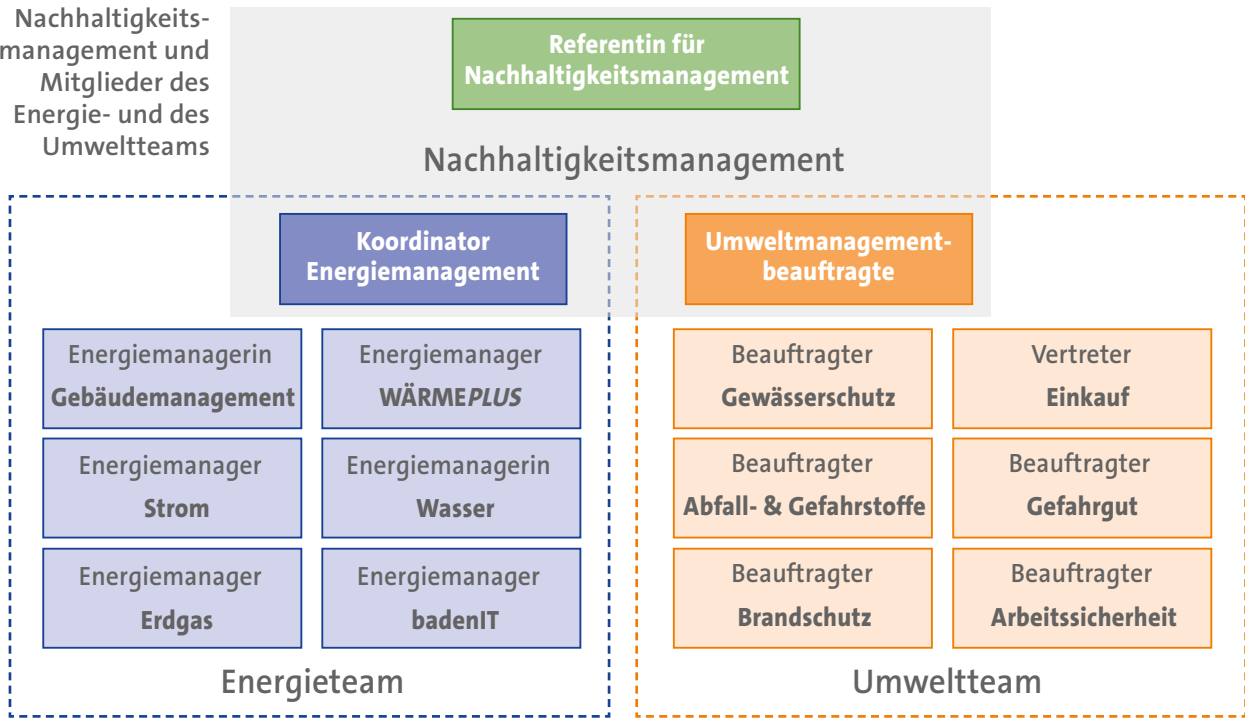 Nachhaltigkeits-
management und
Mitglieder des
Energie- und des
Umweltteams
Referentin für
Nachhaltigkeitsmanagement
Nachhaltigkeitsmanagement
Koordinator
Energiemanagement
Energiemanagerin
Gebäudemanagement
Energiemanager
WÄRMEPLUS
Energiemanager
Strom
Energiemanagerin
Wasser
Energiemanager
Erdgas
Energiemanager
badenIT
Energieteam
Umweltmanagement-
beauftragte
Beauftragter
Gewässerschutz
Vertreter
Einkauf
Beauftragter
Abfall- & Gefahrstoffe
Beauftragter
Gefahrgut
Beauftragter
Brandschutz
Beauftragter
Arbeitssicherheit
Umweltteam